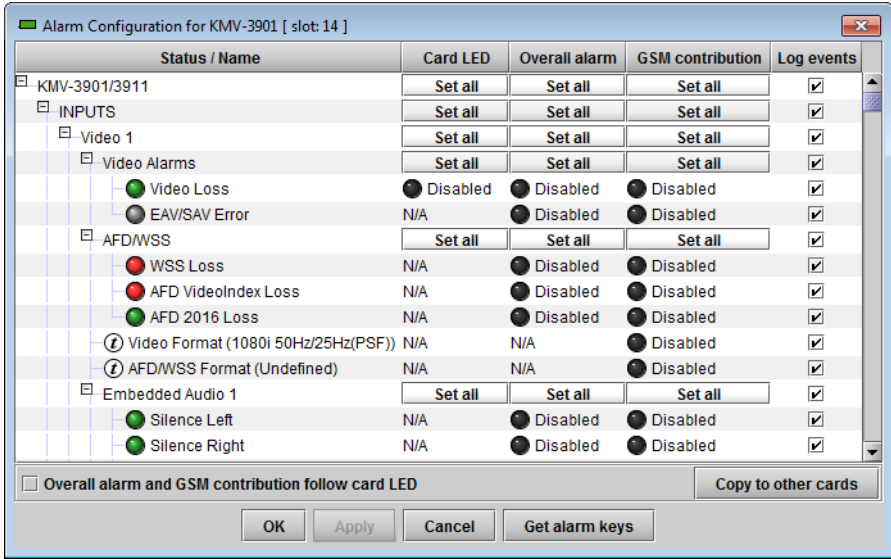 Alarm Configuration for KMV-3901 [ slot: 14 ]
Status / Name Card LED Overall alarm GSM contribution Log events
KMV-3901/3911 Set all Set all Set all
INPUTS Set all Set all Set all
Video 1 Set all Set all Set all
Video Alarms Set all Set all Set all
Video Loss Disabled Disabled Disabled
EAV/SAV Error N/A Disabled Disabled
AFD/WSS Set all Set all Set all
WSS Loss N/A Disabled Disabled
AFD VideoIndex Loss N/A Disabled Disabled
AFD 2016 Loss N/A Disabled Disabled
i Video Format (1080i 50Hz/25Hz(PSF)) N/A N/A Disabled
i AFD/WSS Format (Undefined) N/A N/A Disabled
Embedded Audio 1 Set all Set all Set all
Silence Left N/A Disabled Disabled
Silence Right N/A Disabled Disabled
Overall alarm and GSM contribution follow card LED Copy to other cards
OK Apply Cancel Get alarm keys